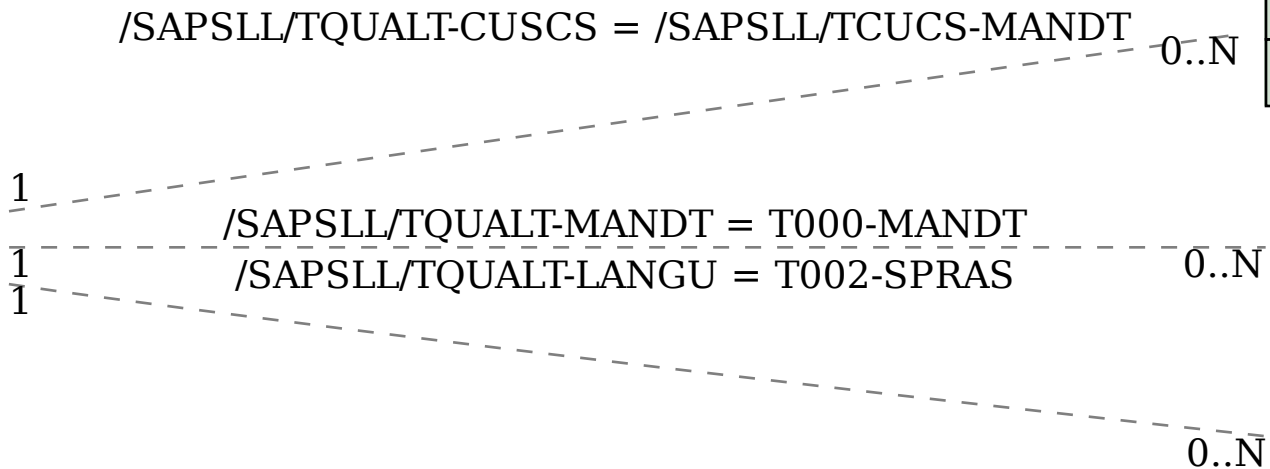 /SAPSLL/TQUALT-CUSCS = /SAPSLL/TCUCS-MANDT
0..N
1
/SAPSLL/TQUALT-MANDT = T000-MANDT
1
0..N
/SAPSLL/TQUALT-LANGU = T002-SPRAS
1
0..N